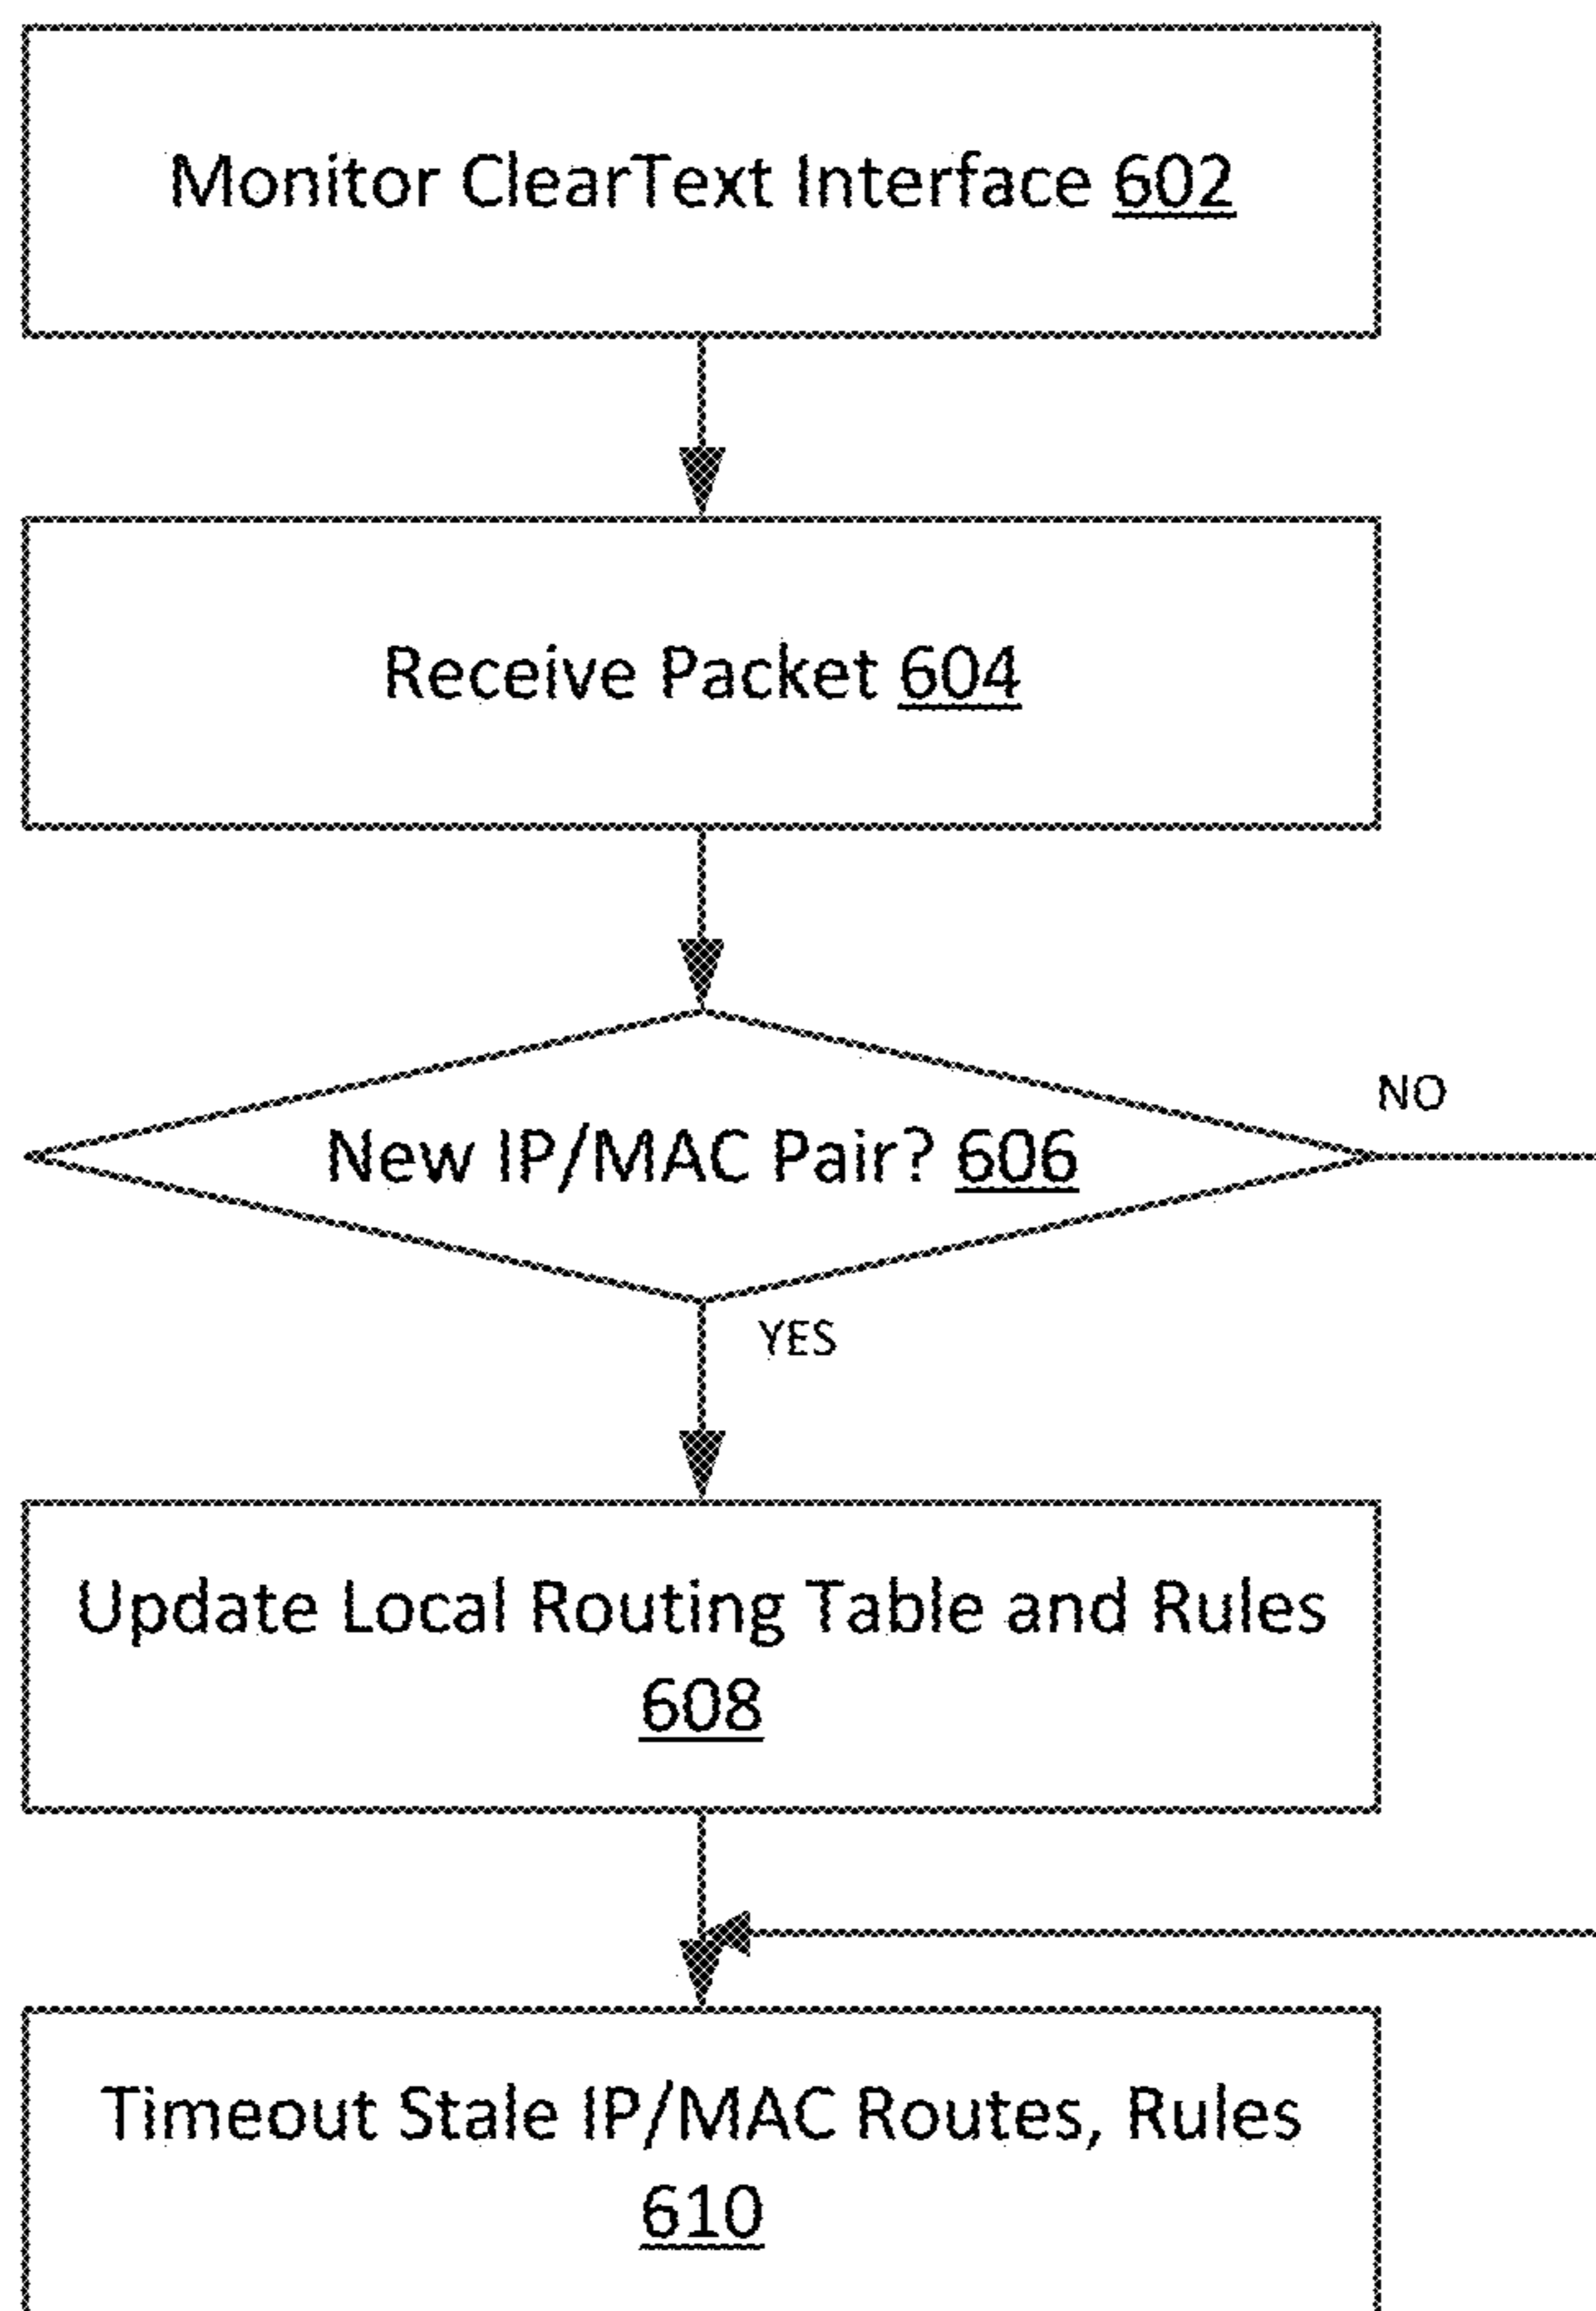 Monitor ClearText Interface 602
Receive Packet 604
New IP/MAC Pair? 606
NO
YES
Update Local Routing Table and Rules
608
Timeout Stale IP/MAC Routes, Rules
610